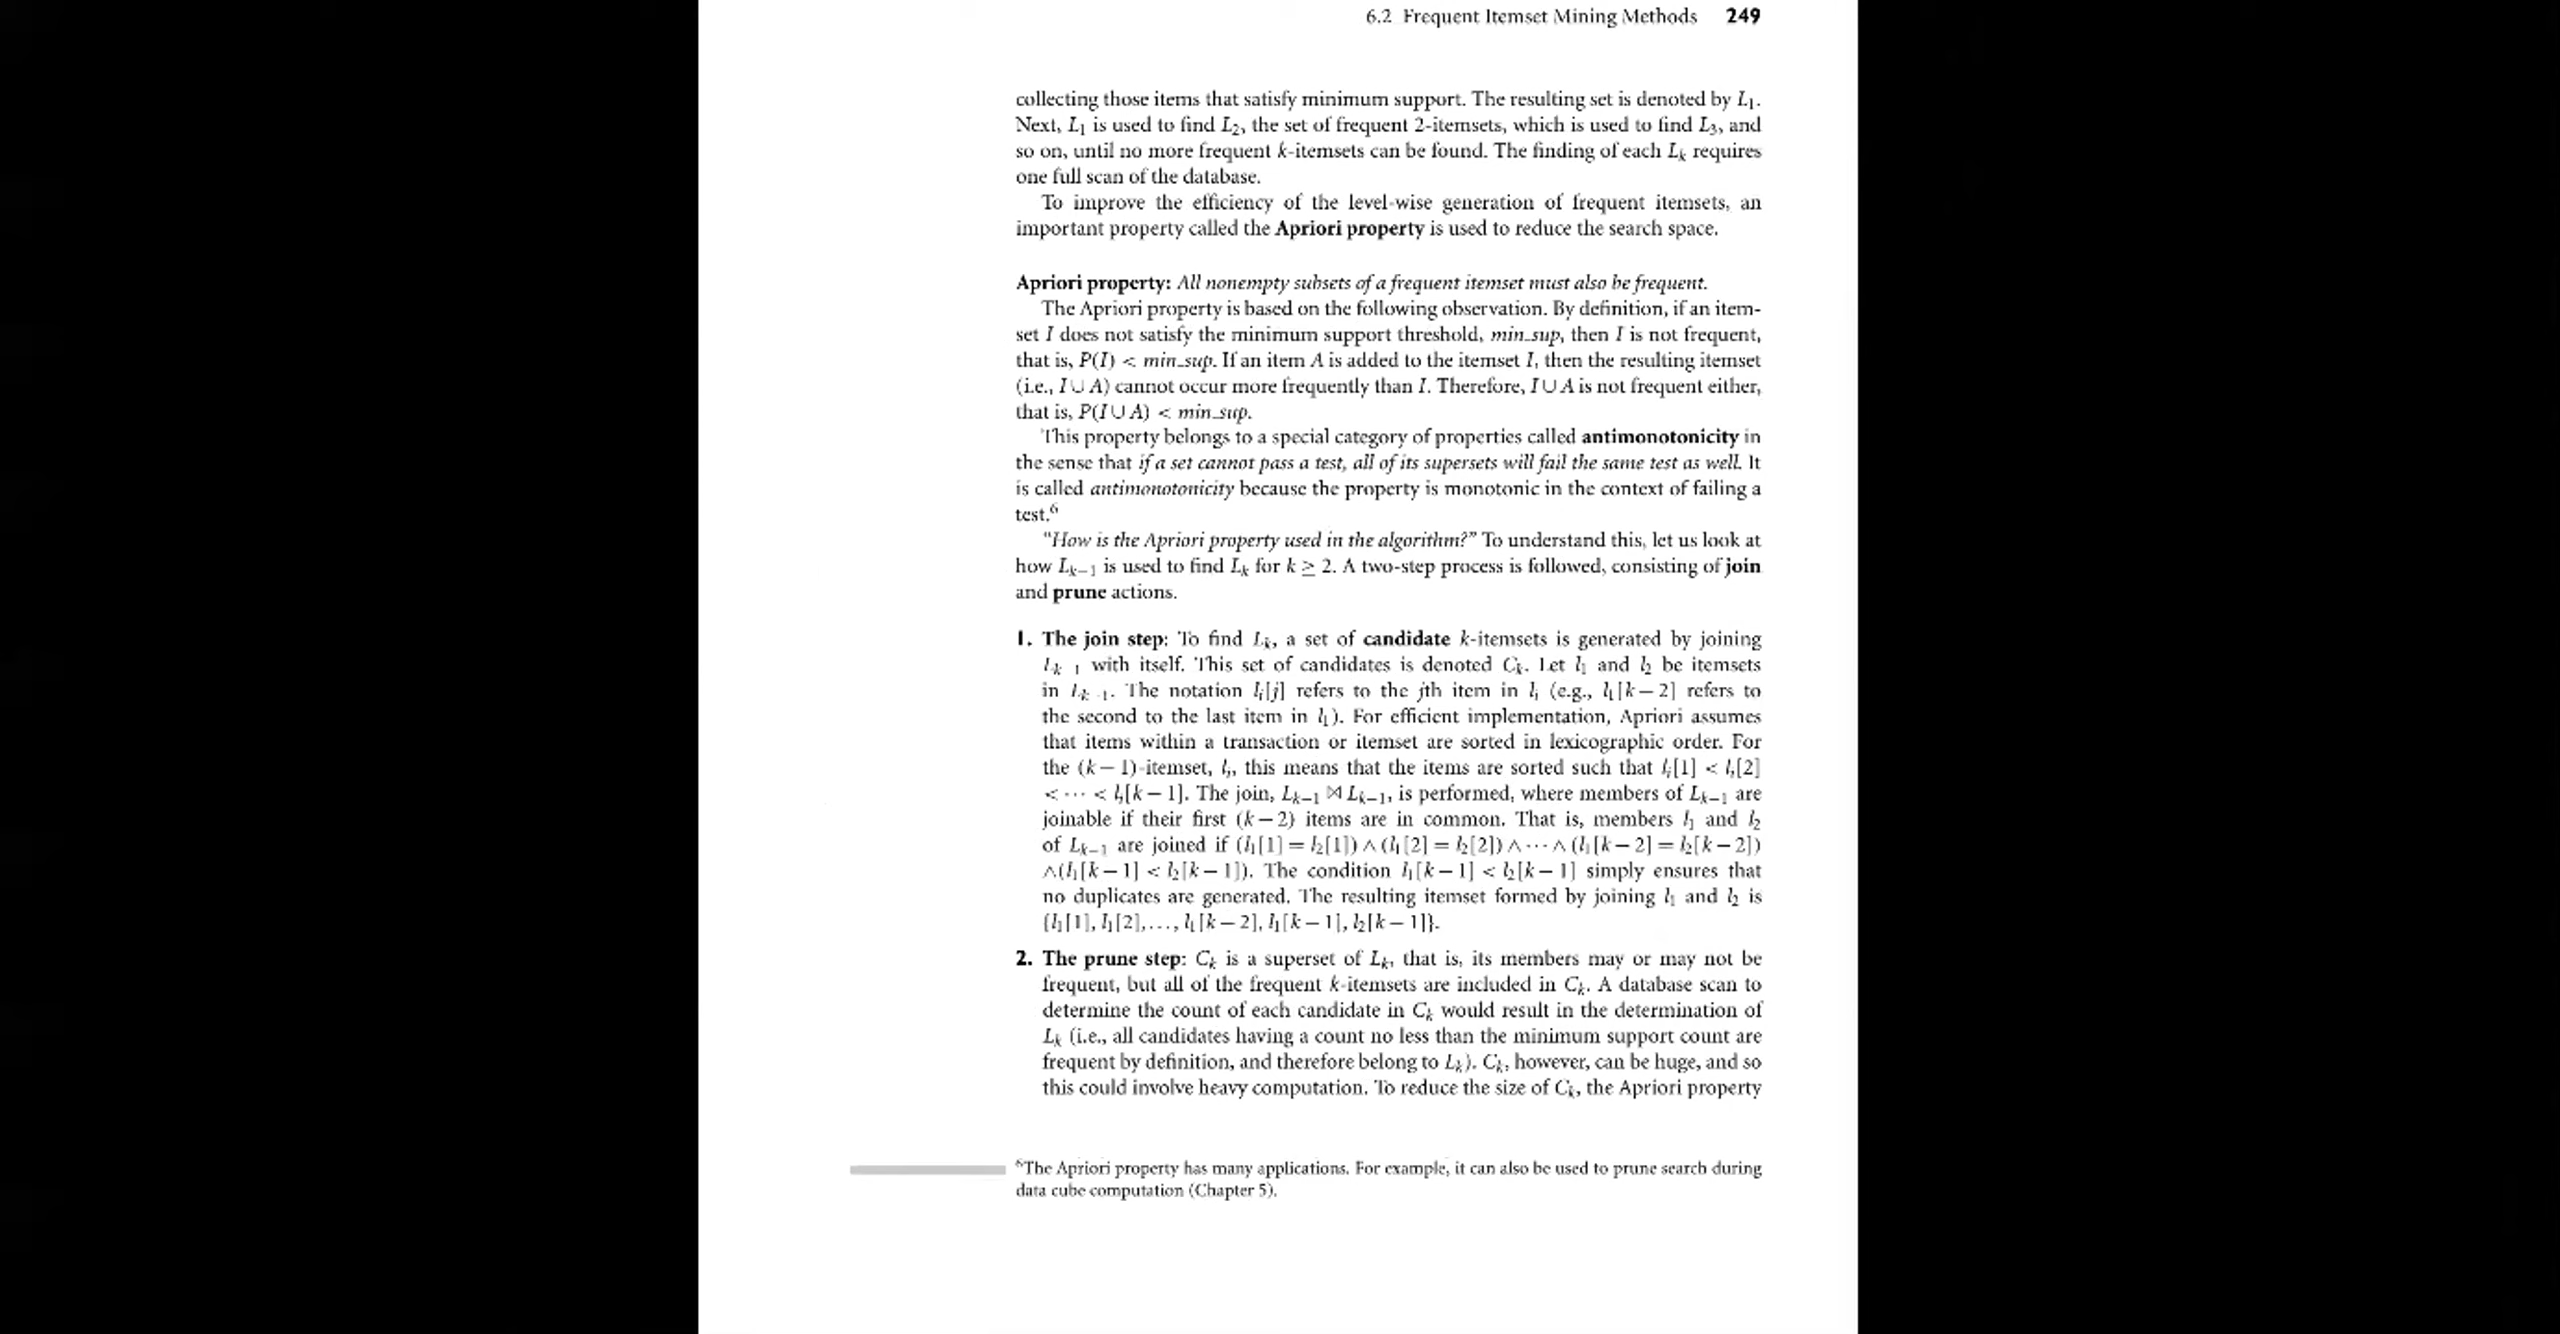 6.2 Frequent Itemset Mining Methods 249
collecting those items that satisfy minimum support. The resulting set is denoted by L₁.
Next, L₁ is used to find L₂, the set of frequent 2-itemsets, which is used to find L₃, and
so on, until no more frequent k-itemsets can be found. The finding of each Lₖ requires
one full scan of the database.
To improve the efficiency of the level-wise generation of frequent itemsets, an
important property called the Apriori property is used to reduce the search space.
Apriori property: All nonempty subsets of a frequent itemset must also be frequent.
The Apriori property is based on the following observation. By definition, if an item-
set I does not satisfy the minimum support threshold, min_sup, then I is not frequent,
that is, P(I) < min_sup. If an item A is added to the itemset I, then the resulting itemset
(i.e., I ∪ A) cannot occur more frequently than I. Therefore, I ∪ A is not frequent either,
that is, P(I ∪ A) < min_sup.
This property belongs to a special category of properties called antimonotonicity in
the sense that if a set cannot pass a test, all of its supersets will fail the same test as well. It
is called antimonotonicity because the property is monotonic in the context of failing a
test.⁶
"How is the Apriori property used in the algorithm?" To understand this, let us look at
how Lₖ₋₁ is used to find Lₖ for k ≥ 2. A two-step process is followed, consisting of join
and prune actions.
1. The join step: To find Lₖ, a set of candidate k-itemsets is generated by joining
Lₖ₋₁ with itself. This set of candidates is denoted Cₖ. Let l₁ and l₂ be itemsets
in Lₖ₋₁. The notation lᵢ[j] refers to the jth item in lᵢ (e.g., l₁[k − 2] refers to
the second to the last item in l₁). For efficient implementation, Apriori assumes
that items within a transaction or itemset are sorted in lexicographic order. For
the (k − 1)-itemset, lᵢ, this means that the items are sorted such that lᵢ[1] < lᵢ[2]
< ··· < lᵢ[k − 1]. The join, Lₖ₋₁ ⋈ Lₖ₋₁, is performed, where members of Lₖ₋₁ are
joinable if their first (k − 2) items are in common. That is, members l₁ and l₂
of Lₖ₋₁ are joined if (l₁[1] = l₂[1]) ∧ (l₁[2] = l₂[2]) ∧ ··· ∧ (l₁[k − 2] = l₂[k − 2])
∧(l₁[k − 1] < l₂[k − 1]). The condition l₁[k − 1] < l₂[k − 1] simply ensures that
no duplicates are generated. The resulting itemset formed by joining l₁ and l₂ is
{l₁[1], l₁[2],..., l₁[k − 2], l₁[k − 1], l₂[k − 1]}.
2. The prune step: Cₖ is a superset of Lₖ, that is, its members may or may not be
frequent, but all of the frequent k-itemsets are included in Cₖ. A database scan to
determine the count of each candidate in Cₖ would result in the determination of
Lₖ (i.e., all candidates having a count no less than the minimum support count are
frequent by definition, and therefore belong to Lₖ). Cₖ, however, can be huge, and so
this could involve heavy computation. To reduce the size of Cₖ, the Apriori property
⁶The Apriori property has many applications. For example, it can also be used to prune search during
data cube computation (Chapter 5).